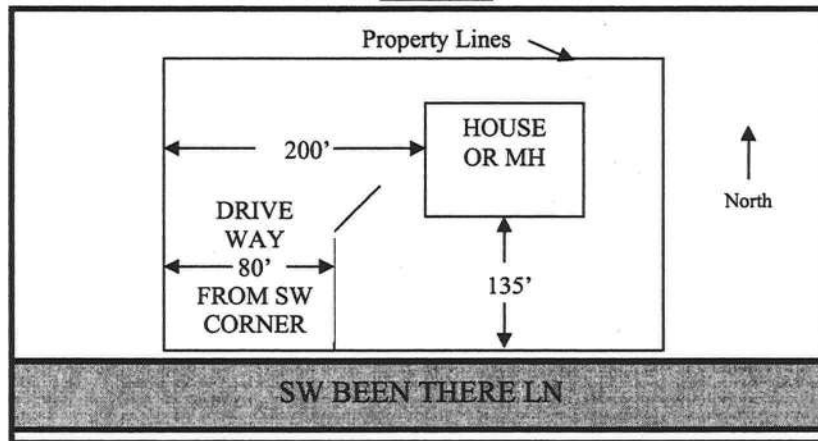 Property Lines
HOUSE
OR MH
200'
North
DRIVE
WAY
80'
FROM SW
CORNER
135'
SW BEEN THERE LN